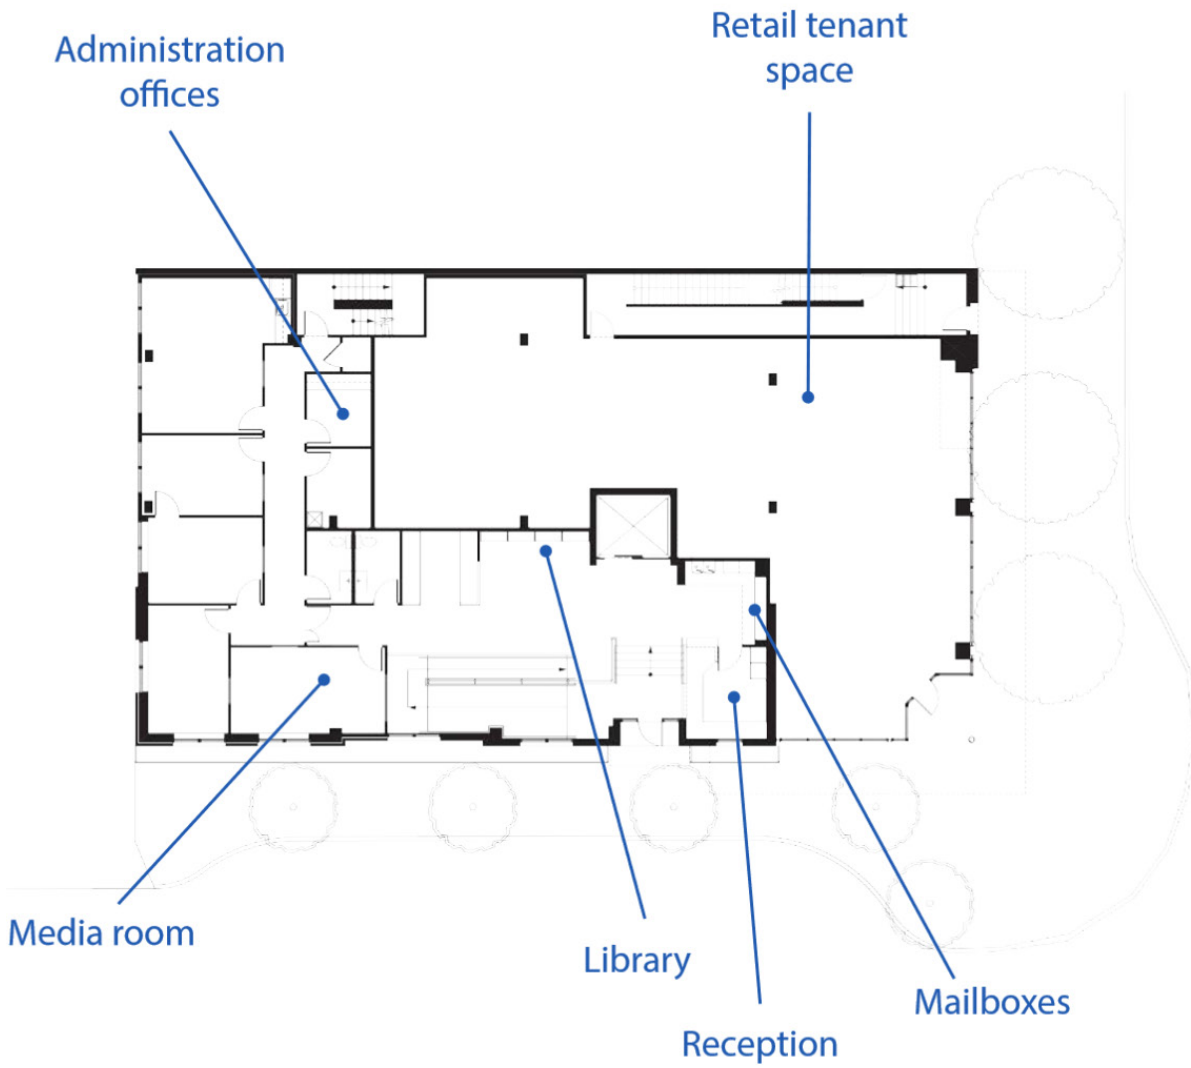 Retail tenant
space
Administration
offices
Media room
Library
Mailboxes
Reception